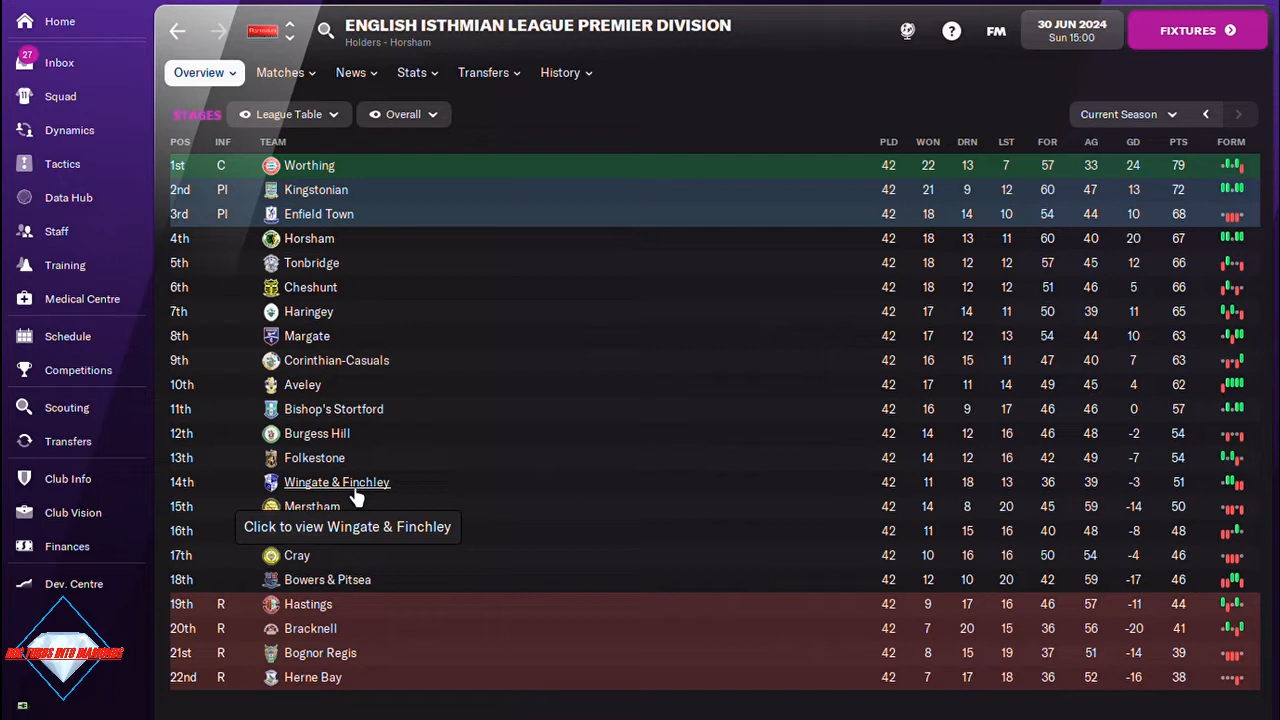 Home
27
Inbox
11
Squad
Dynamics
Tactics
Data Hub
Staff
Training
Medical Centre
Schedule
Competitions
Scouting
Transfers
Club Info
Club Vision
Finances
Dev. Centre
ENGLISH ISTHMIAN LEAGUE PREMIER DIVISION
Holders - Horsham
? FM
30 JUN 2024
Sun 15:00
FIXTURES
Overview Matches News Stats Transfers History
STAGES League Table Overall Current Season
POS INF TEAM PLD WON DRN LST FOR AG GD PTS FORM
1st C Worthing 42 22 13 7 57 33 24 79
2nd Pl Kingstonian 42 21 9 12 60 47 13 72
3rd Pl Enfield Town 42 18 14 10 54 44 10 68
4th Horsham 42 18 13 11 60 40 20 67
5th Tonbridge 42 18 12 12 57 45 12 66
6th Cheshunt 42 18 12 12 51 46 5 66
7th Haringey 42 17 14 11 50 39 11 65
8th Margate 42 17 12 13 54 44 10 63
9th Corinthian-Casuals 42 16 15 11 47 40 7 63
10th Aveley 42 17 11 14 49 45 4 62
11th Bishop's Stortford 42 16 9 17 46 46 0 57
12th Burgess Hill 42 14 12 16 46 48 -2 54
13th Folkestone 42 14 12 16 42 49 -7 54
14th Wingate & Finchley 42 11 18 13 36 39 -3 51
15th Merstham 42 14 8 20 45 59 -14 50
Click to view Wingate & Finchley
16th 42 11 15 16 40 48 -8 48
17th Cray 42 10 16 16 50 54 -4 46
18th Bowers & Pitsea 42 12 10 20 42 59 -17 46
19th R Hastings 42 9 17 16 46 57 -11 44
20th R Bracknell 42 7 20 15 36 56 -20 41
21st R Bognor Regis 42 8 15 19 37 51 -14 39
22nd R Herne Bay 42 7 17 18 36 52 -16 38